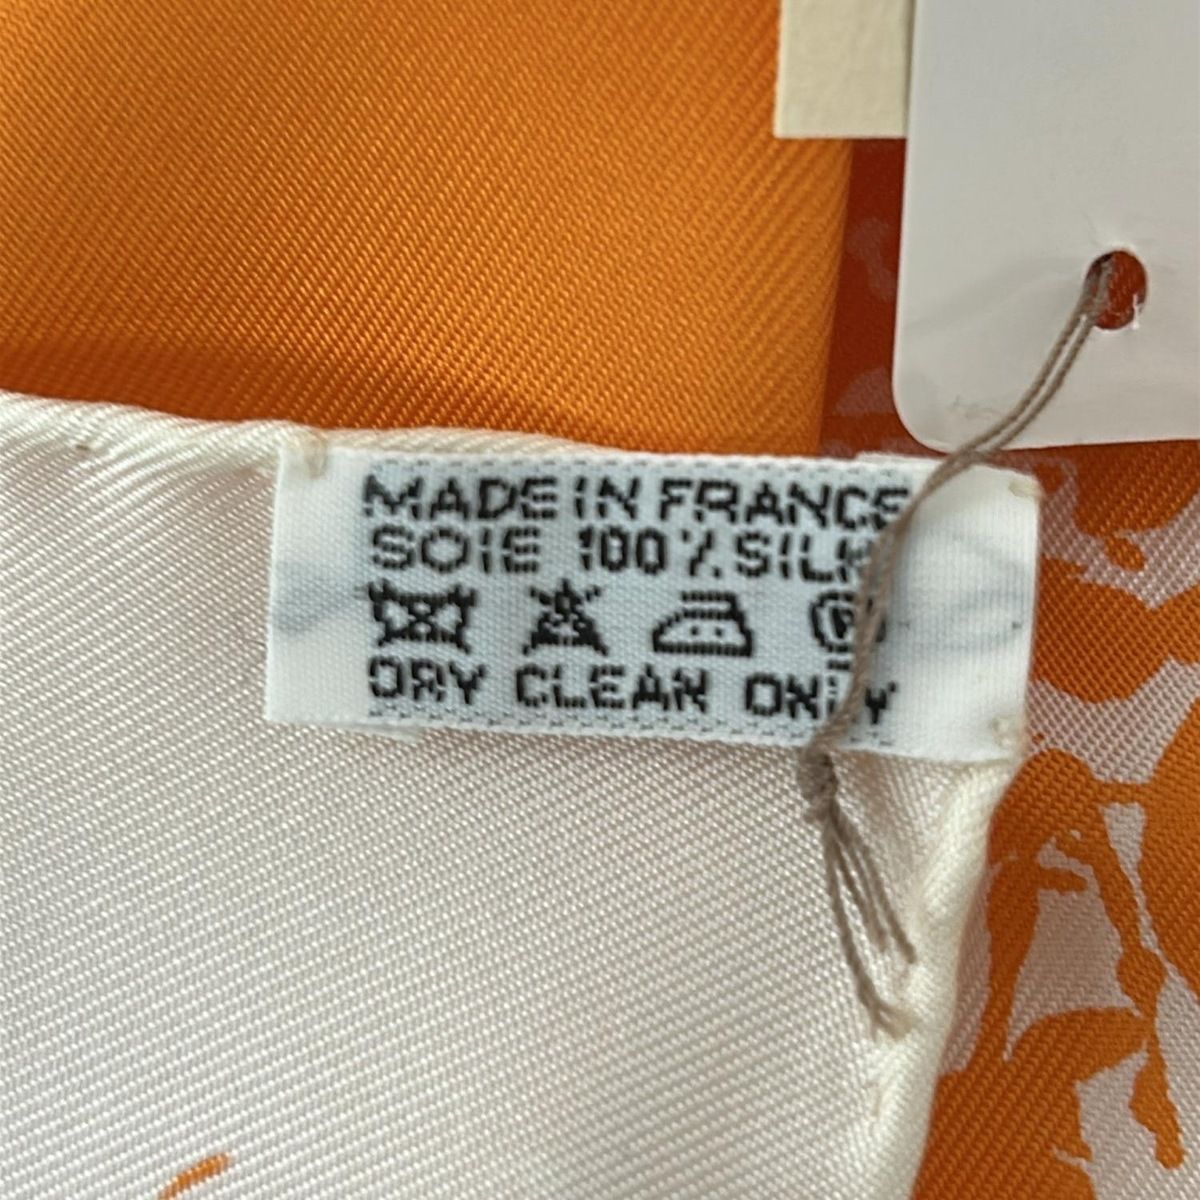 MADE IN FRANCE
SOIE 100% SILK
P
DRY CLEAN ONLY